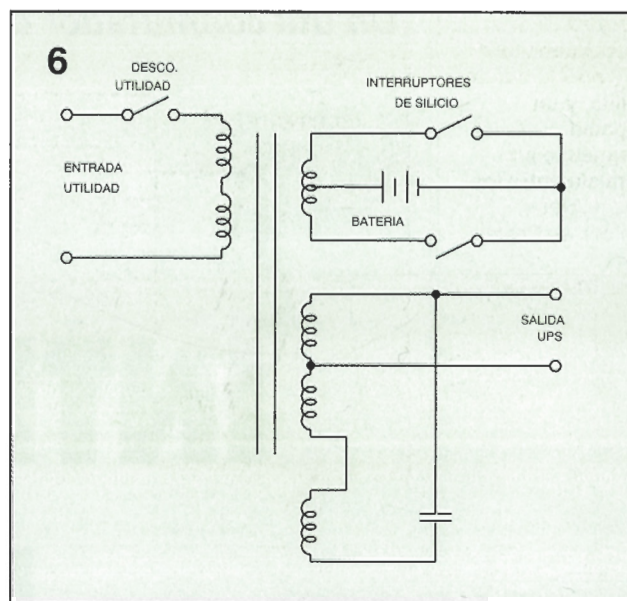 6
DESCO.
UTILIDAD
INTERRUPTORES
DE SILICIO
ENTRADA
UTILIDAD
BATERIA
SALIDA
UPS